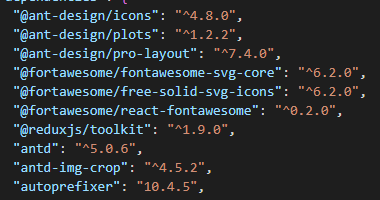 "@ant-design/icons": "^4.8.0",
"@ant-design/plots": "^1.2.2",
"@ant-design/pro-layout": "^7.4.0",
"@fortawesome/fontawesome-svg-core": "^6.2.0",
"@fortawesome/free-solid-svg-icons": "^6.2.0",
"@fortawesome/react-fontawesome": "^0.2.0",
"@reduxjs/toolkit": "^1.9.0",
"antd": "^5.0.6",
"antd-img-crop": "^4.5.2",
"autoprefixer": "10.4.5",